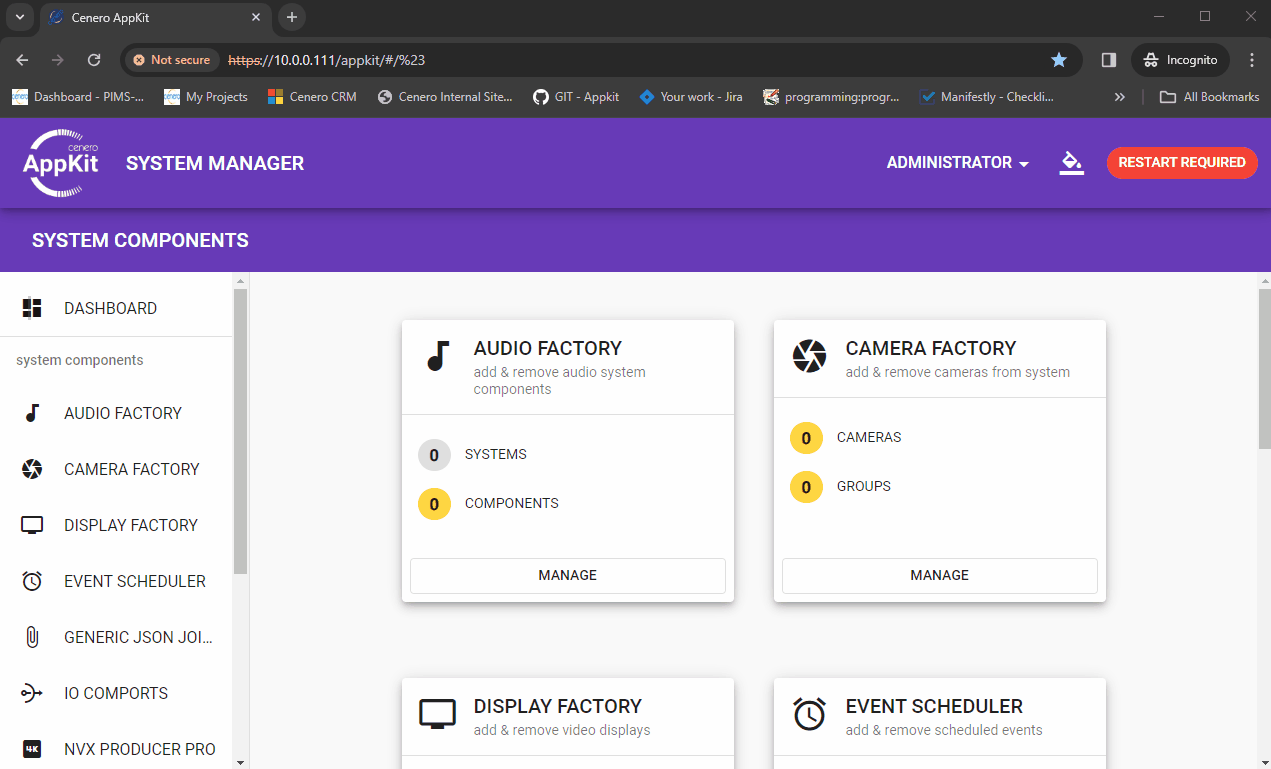 Cenero AppKit
Not secure
https://10.0.0.111/appkit/#/%23
Incognito
Dashboard - PIMS-...
My Projects
Cenero CRM
Cenero Internal Site...
GIT - Appkit
Your work - Jira
programming:progr...
Manifestly - Checkli...
All Bookmarks
cenero
AppKit
SYSTEM MANAGER
ADMINISTRATOR
RESTART REQUIRED
SYSTEM COMPONENTS
DASHBOARD
system components
AUDIO FACTORY
CAMERA FACTORY
DISPLAY FACTORY
EVENT SCHEDULER
GENERIC JSON JOI...
IO COMPORTS
4K
NVX PRODUCER PRO
AUDIO FACTORY
add & remove audio system
components
0 SYSTEMS
0 COMPONENTS
MANAGE
CAMERA FACTORY
add & remove cameras from system
0 CAMERAS
0 GROUPS
MANAGE
DISPLAY FACTORY
add & remove video displays
EVENT SCHEDULER
add & remove scheduled events